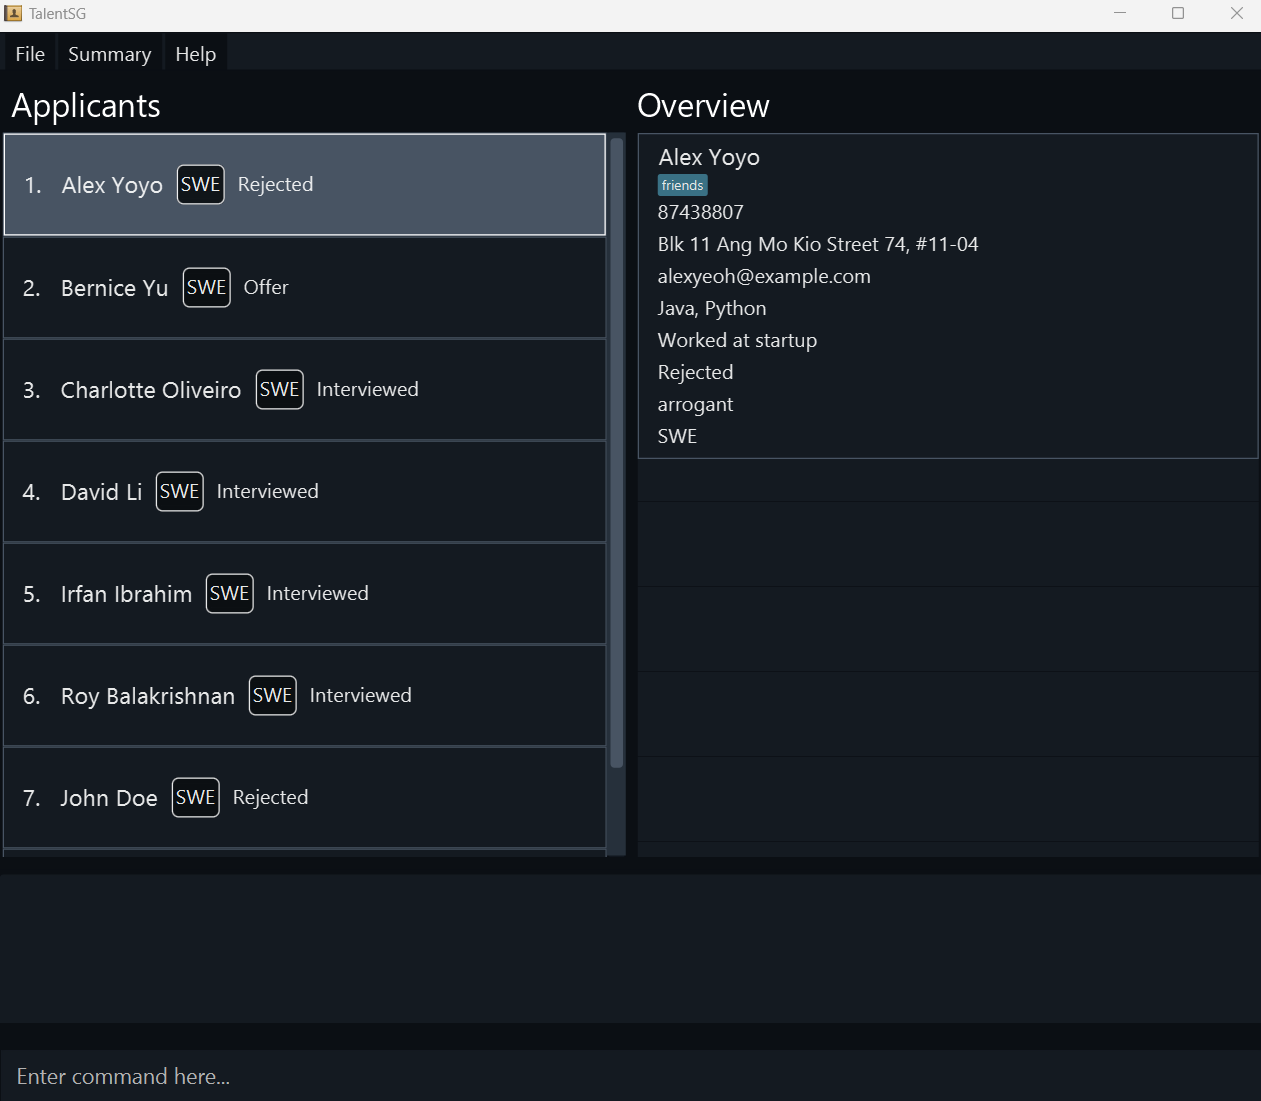 TalentSG
File Summary Help
Applicants
1. Alex Yoyo SWE Rejected
2. Bernice Yu SWE Offer
3. Charlotte Oliveiro SWE Interviewed
4. David Li SWE Interviewed
5. Irfan Ibrahim SWE Interviewed
6. Roy Balakrishnan SWE Interviewed
7. John Doe SWE Rejected
Overview
Alex Yoyo
friends
87438807
Blk 11 Ang Mo Kio Street 74, #11-04
alexyeoh@example.com
Java, Python
Worked at startup
Rejected
arrogant
SWE
Enter command here...